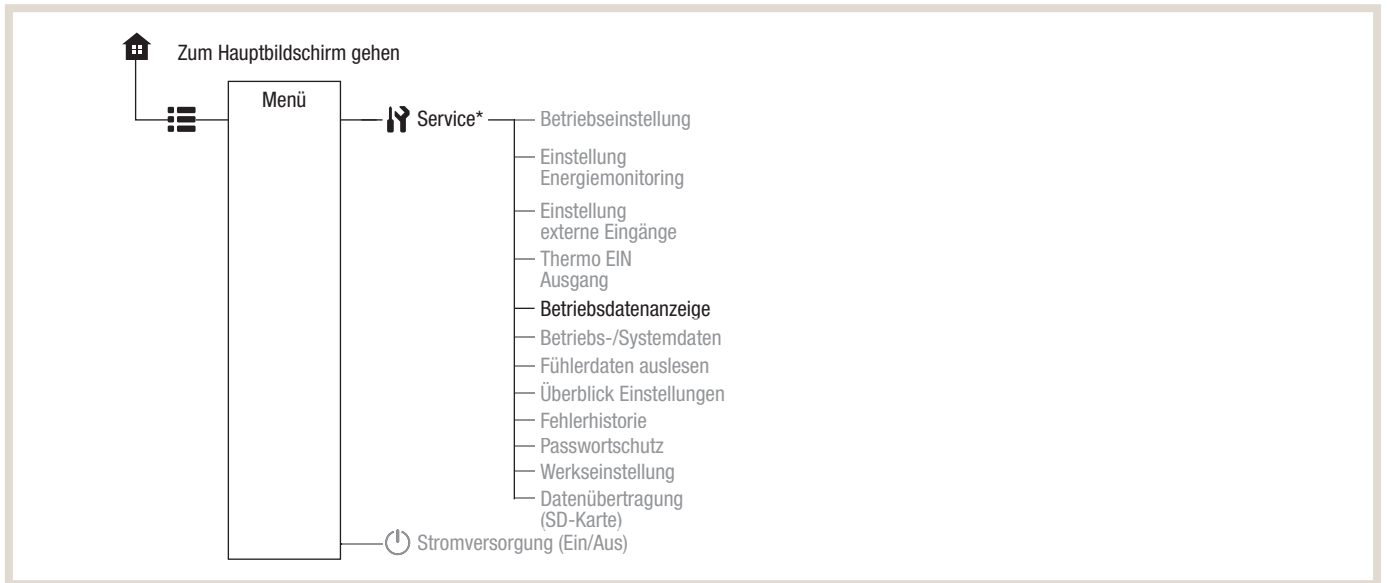 Zum Hauptbildschirm gehen
Menü
Service*
Betriebseinstellung
Einstellung
Energiemonitoring
Einstellung
externe Eingänge
Thermo EIN
Ausgang
Betriebsdatenanzeige
Betriebs-/Systemdaten
Fühlerdaten auslesen
Überblick Einstellungen
Fehlerhistorie
Passwortschutz
Werkseinstellung
Datenübertragung
(SD-Karte)
Stromversorgung (Ein/Aus)